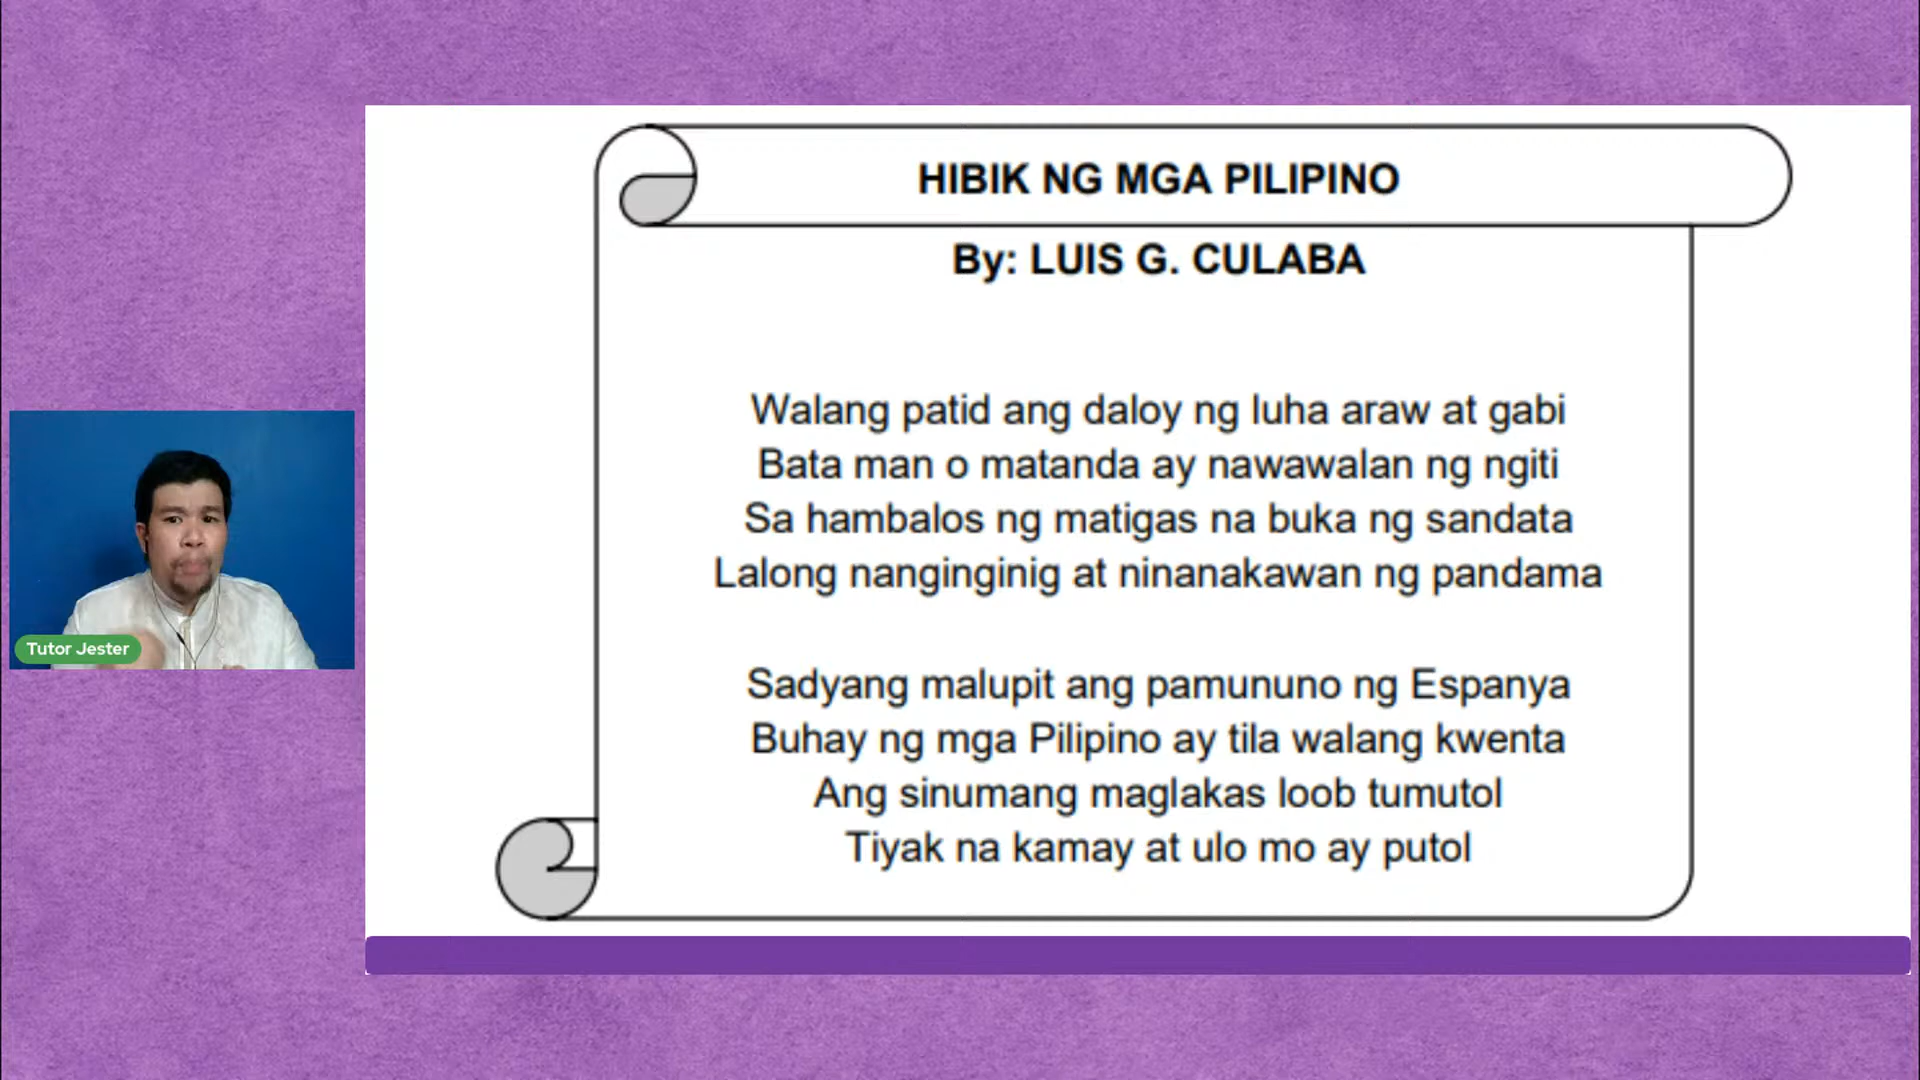 HIBIK NG MGA PILIPINO
By: LUIS G. CULABA
Walang patid ang daloy ng luha araw at gabi
Bata man o matanda ay nawawalan ng ngiti
Sa hambalos ng matigas na buka ng sandata
Lalong nanginginig at ninanakawan ng pandama
Sadyang malupit ang pamununo ng Espanya
Buhay ng mga Pilipino ay tila walang kwenta
Ang sinumang maglakas loob tumutol
Tiyak na kamay at ulo mo ay putol
Tutor Jester